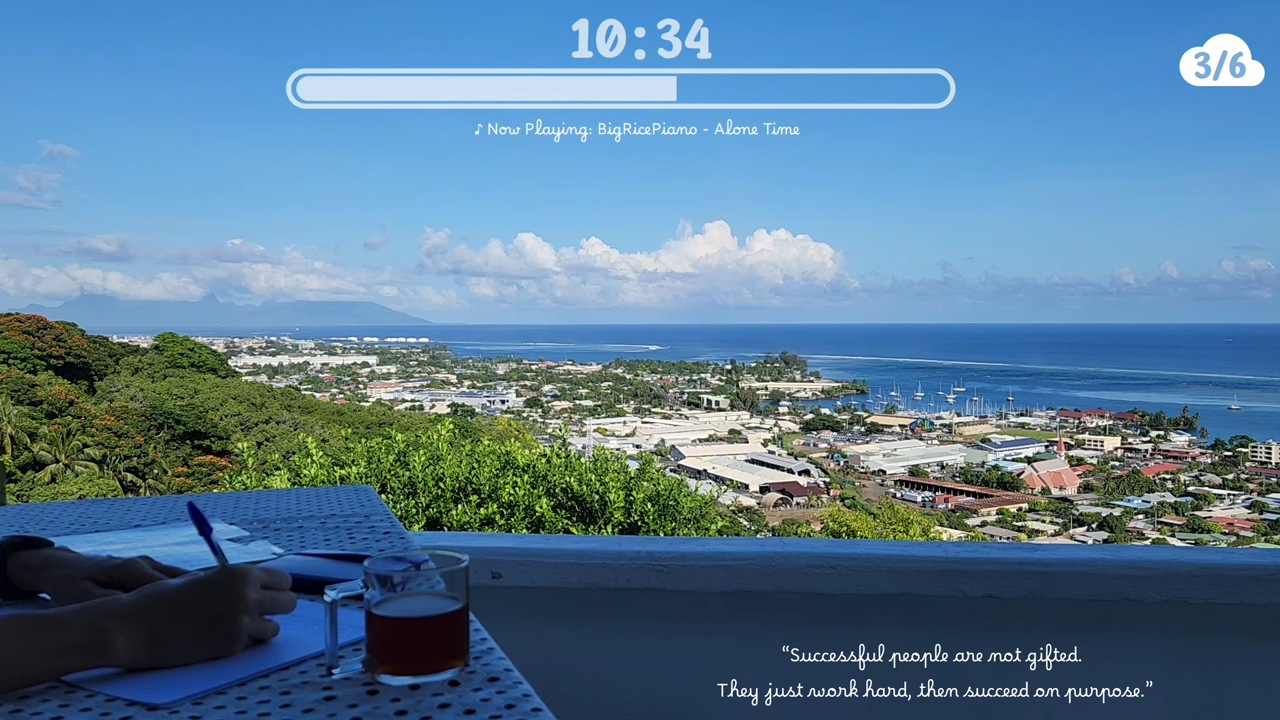 10:34
3/6
♪ Now Playing: BigRicePiano - Alone Time
“Successful people are not gifted.
They just work hard, then succeed on purpose.”